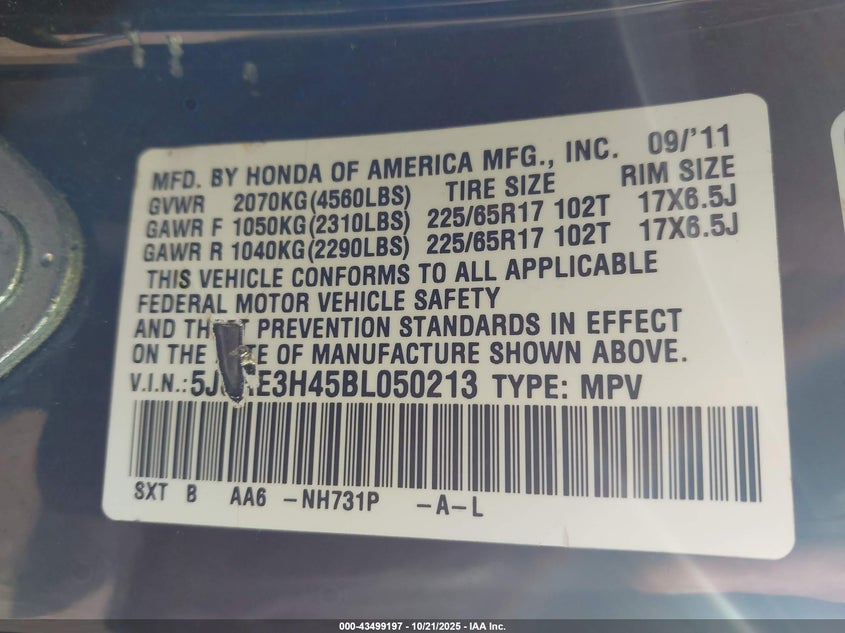 MFD. BY HONDA OF AMERICA MFG., INC. 09/'11
GVWR 2070KG(4560LBS) TIRE SIZE RIM SIZE
GAWR F 1050KG(2310LBS) 225/65R17 102T 17X6.5J
GAWR R 1040KG(2290LBS) 225/65R17 102T 17X6.5J
THIS VEHICLE CONFORMS TO ALL APPLICABLE
FEDERAL MOTOR VEHICLE SAFETY
AND PREVENTION STANDARDS IN EFFECT
ON THE OF MANUFACTURE SHOWN ABOVE.
V.I.N.: TYPE: MPV
SXT B AA6 -NH731P -A-L
000-43499197 - 10/21/2025 - IAA Inc.